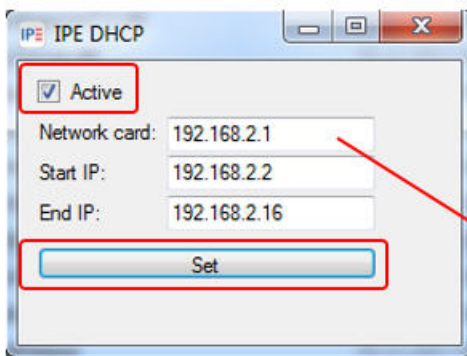 IPE IPE DHCP
Active
Network card: 192.168.2.1
Start IP: 192.168.2.2
End IP: 192.168.2.16
Set